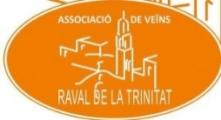 ASSOCIACIÓ DE VEÏNS
RAVAL DE LA TRINITAT